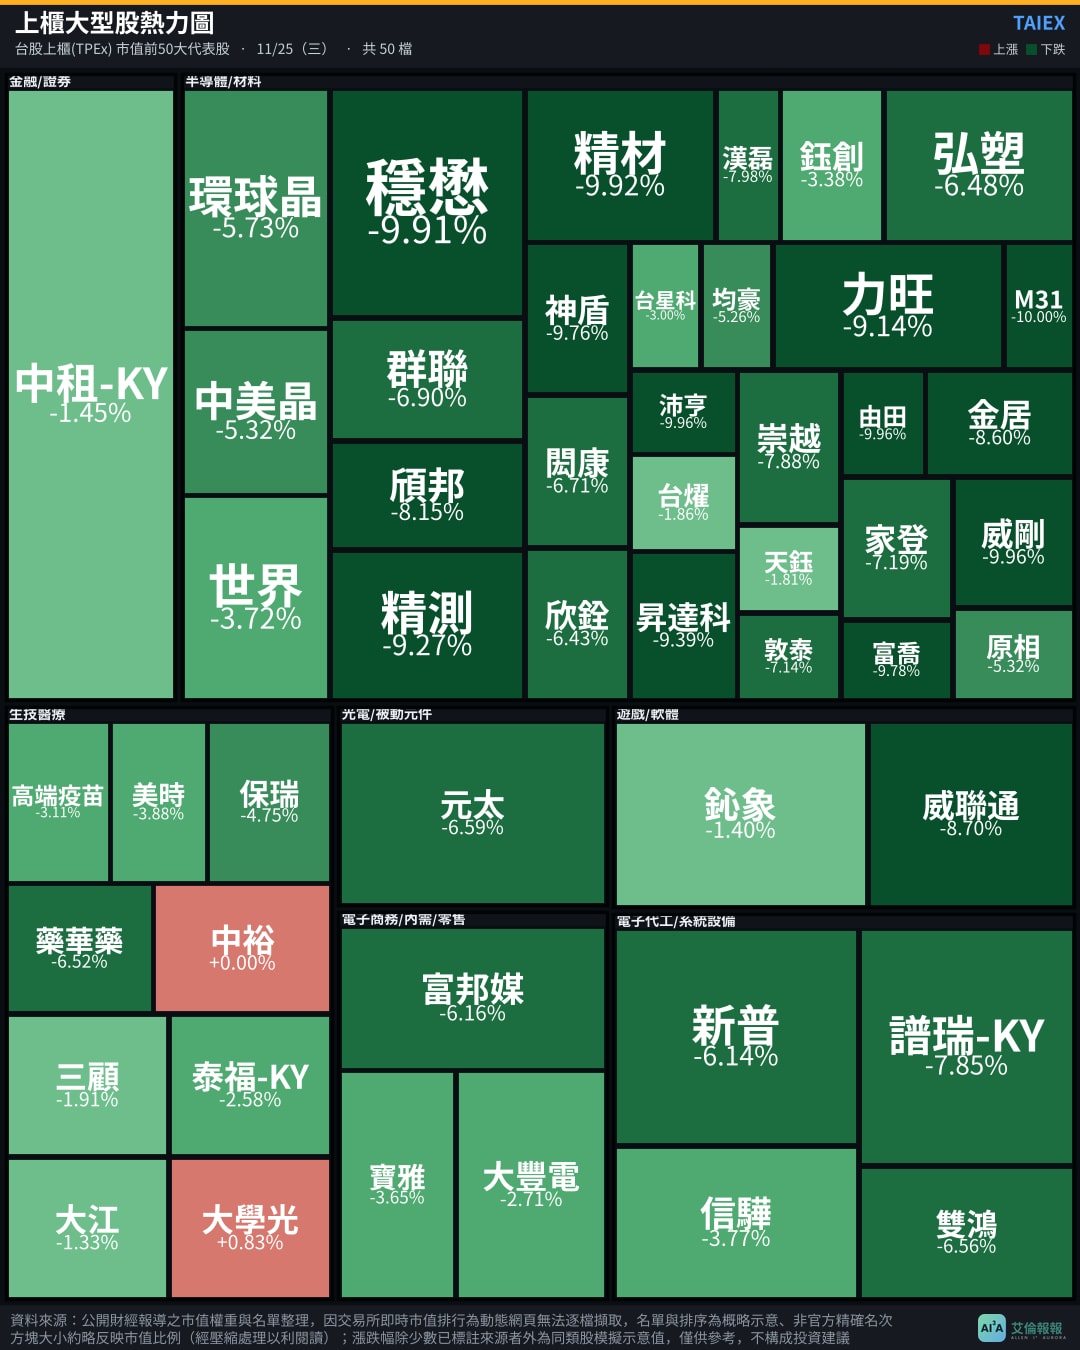 上櫃大型股熱力圖
TAIEX
台股上櫃(TPEx) 市值前50大代表股 · 11/25（三） · 共 50 檔
上漲 下跌
金融/證券
中租-KY
-1.45%
半導體/材料
環球晶
-5.73%
穩懋
-9.91%
精材
-9.92%
漢磊
-7.98%
鈺創
-3.38%
弘塑
-6.48%
神盾
-9.76%
台星科
-3.00%
均豪
-5.26%
力旺
-9.14%
M31
-10.00%
中美晶
-5.32%
群聯
-6.90%
閎康
-6.71%
沛亨
-9.96%
崇越
-7.88%
由田
-9.96%
金居
-8.60%
頎邦
-8.15%
台燿
-1.86%
世界
-3.72%
精測
-9.27%
欣銓
-6.43%
昇達科
-9.39%
天鈺
-1.81%
敦泰
-7.14%
家登
-7.19%
威剛
-9.96%
富喬
-9.78%
原相
-5.32%
生技醫療
高端疫苗
-3.11%
美時
-3.88%
保瑞
-4.75%
藥華藥
-6.52%
中裕
+0.00%
三顧
-1.91%
泰福-KY
-2.58%
大江
-1.33%
大學光
+0.83%
光電/被動元件
元太
-6.59%
電子商務/內需/零售
富邦媒
-6.16%
寶雅
-3.65%
大豐電
-2.71%
遊戲/軟體
鈊象
-1.40%
威聯通
-8.70%
電子代工/系統設備
新普
-6.14%
譜瑞-KY
-7.85%
信驊
-3.77%
雙鴻
-6.56%
資料來源：公開財經報導之市值權重與名單整理，因交易所即時市值排行為動態網頁無法逐檔擷取，名單與排序為概略示意、非官方精確名次
方塊大小約略反映市值比例（經壓縮處理以利閱讀）；漲跌幅除少數已標註來源者外為同類股模擬示意值，僅供參考，不構成投資建議
艾倫報報